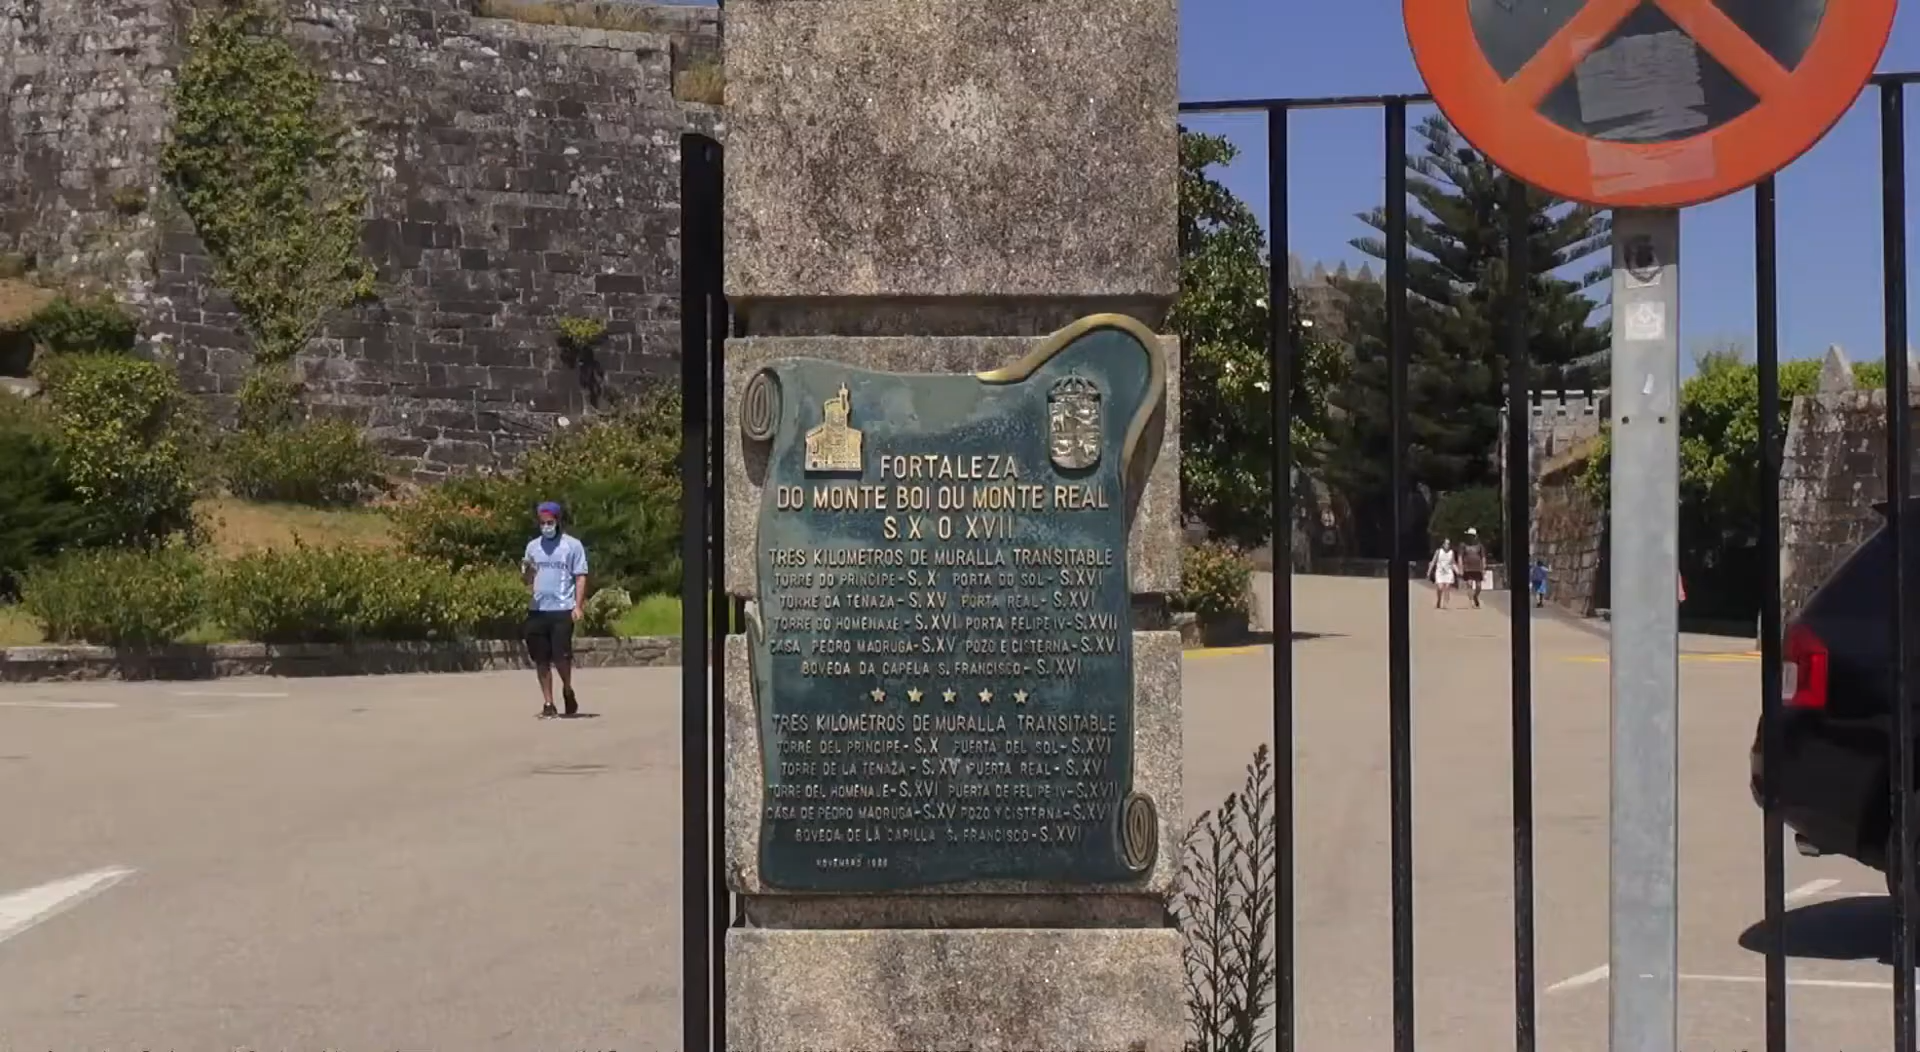 FORTALEZA
DO MONTE BOI OU MONTE REAL
S.X O XVII
TRES KILOMETROS DE MURALLA TRANSITABLE
TORRE DO PRINCIPE - S.X PORTA DO SOL - S.XVI
TORRE DA TENAZA - S.XV PORTA REAL - S.XVI
TORRE DO HOMENAXE - S.XVI PORTA FELIPE IV - S.XVII
CASA PEDRO MADRUGA - S.XV POZO E CISTERNA - S.XVI
BOVEDA DA CAPELA S. FRANCISCO - S.XVI
TRES KILOMETROS DE MURALLA TRANSITABLE
TORRE DEL PRINCIPE - S.X PUERTA DEL SOL - S.XVI
TORRE DE LA TENAZA - S.XV PUERTA REAL - S.XVI
TORRE DEL HOMENAJE - S.XVI PUERTA DE FELIPE IV - S.XVII
CASA DE PEDRO MADRUGA - S.XV POZO Y CISTERNA - S.XVI
BOVEDA DE LA CAPILLA S. FRANCISCO - S.XVI
NOVEMBRO